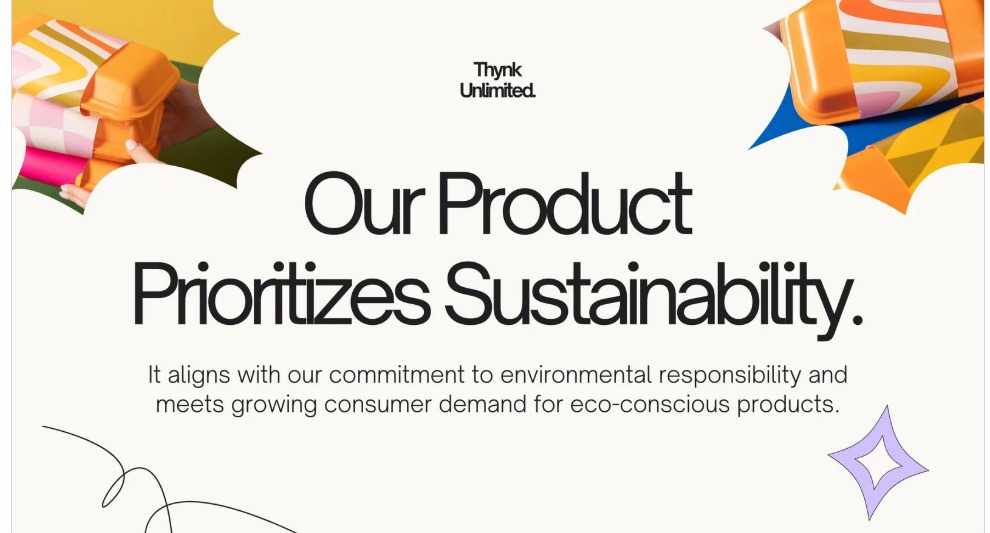 Thynk
Unlimited.
Our Product
Prioritizes Sustainability.
It aligns with our commitment to environmental responsibility and
meets growing consumer demand for eco-conscious products.